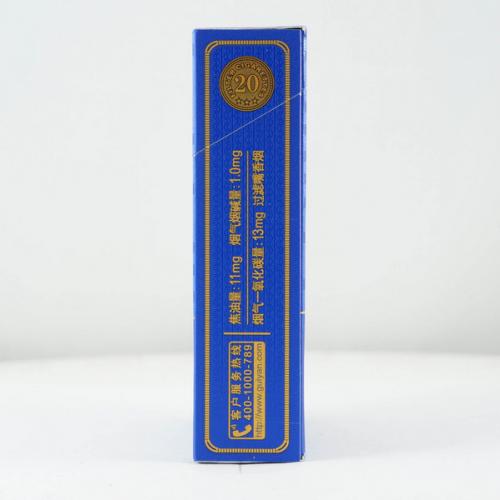 FILTER CIGARETTES
20
焦油量:11mg 烟气烟碱量:1.0mg
烟气一氧化碳量:13mg 过滤嘴香烟
客户服务热线
400-1000-789
http://www.guiyan.com